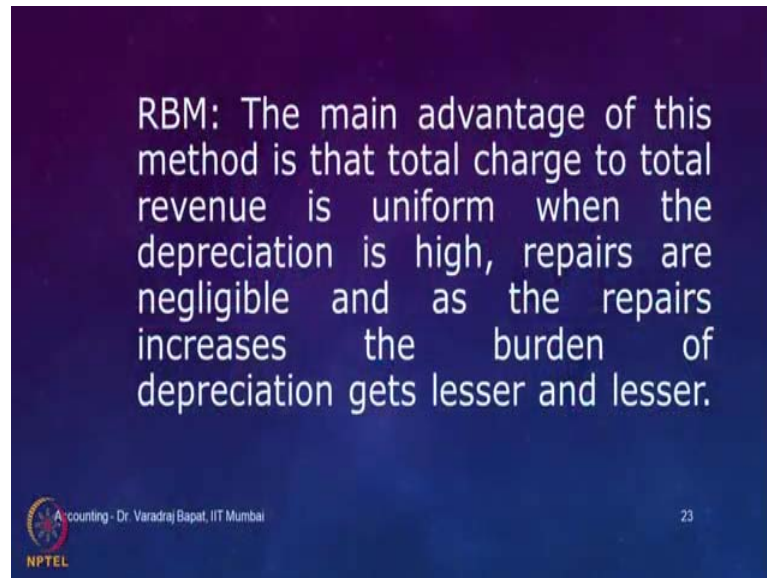 RBM: The main advantage of this
method is that total charge to total
revenue is uniform when the
depreciation is high, repairs are
negligible and as the repairs
increases the burden of
depreciation gets lesser and lesser.
Accounting - Dr. Varadraj Bapat, IIT Mumbai
23
NPTEL